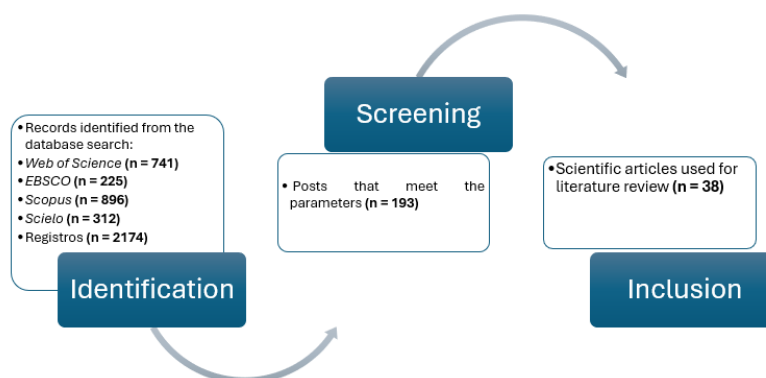 • Records identified from the
database search:
• Web of Science (n = 741)
• EBSCO (n = 225)
• Scopus (n = 896)
• Scielo (n = 312)
• Registros (n = 2174)
Identification
Screening
• Posts that meet the
parameters (n = 193)
• Scientific articles used for
literature review (n = 38)
Inclusion